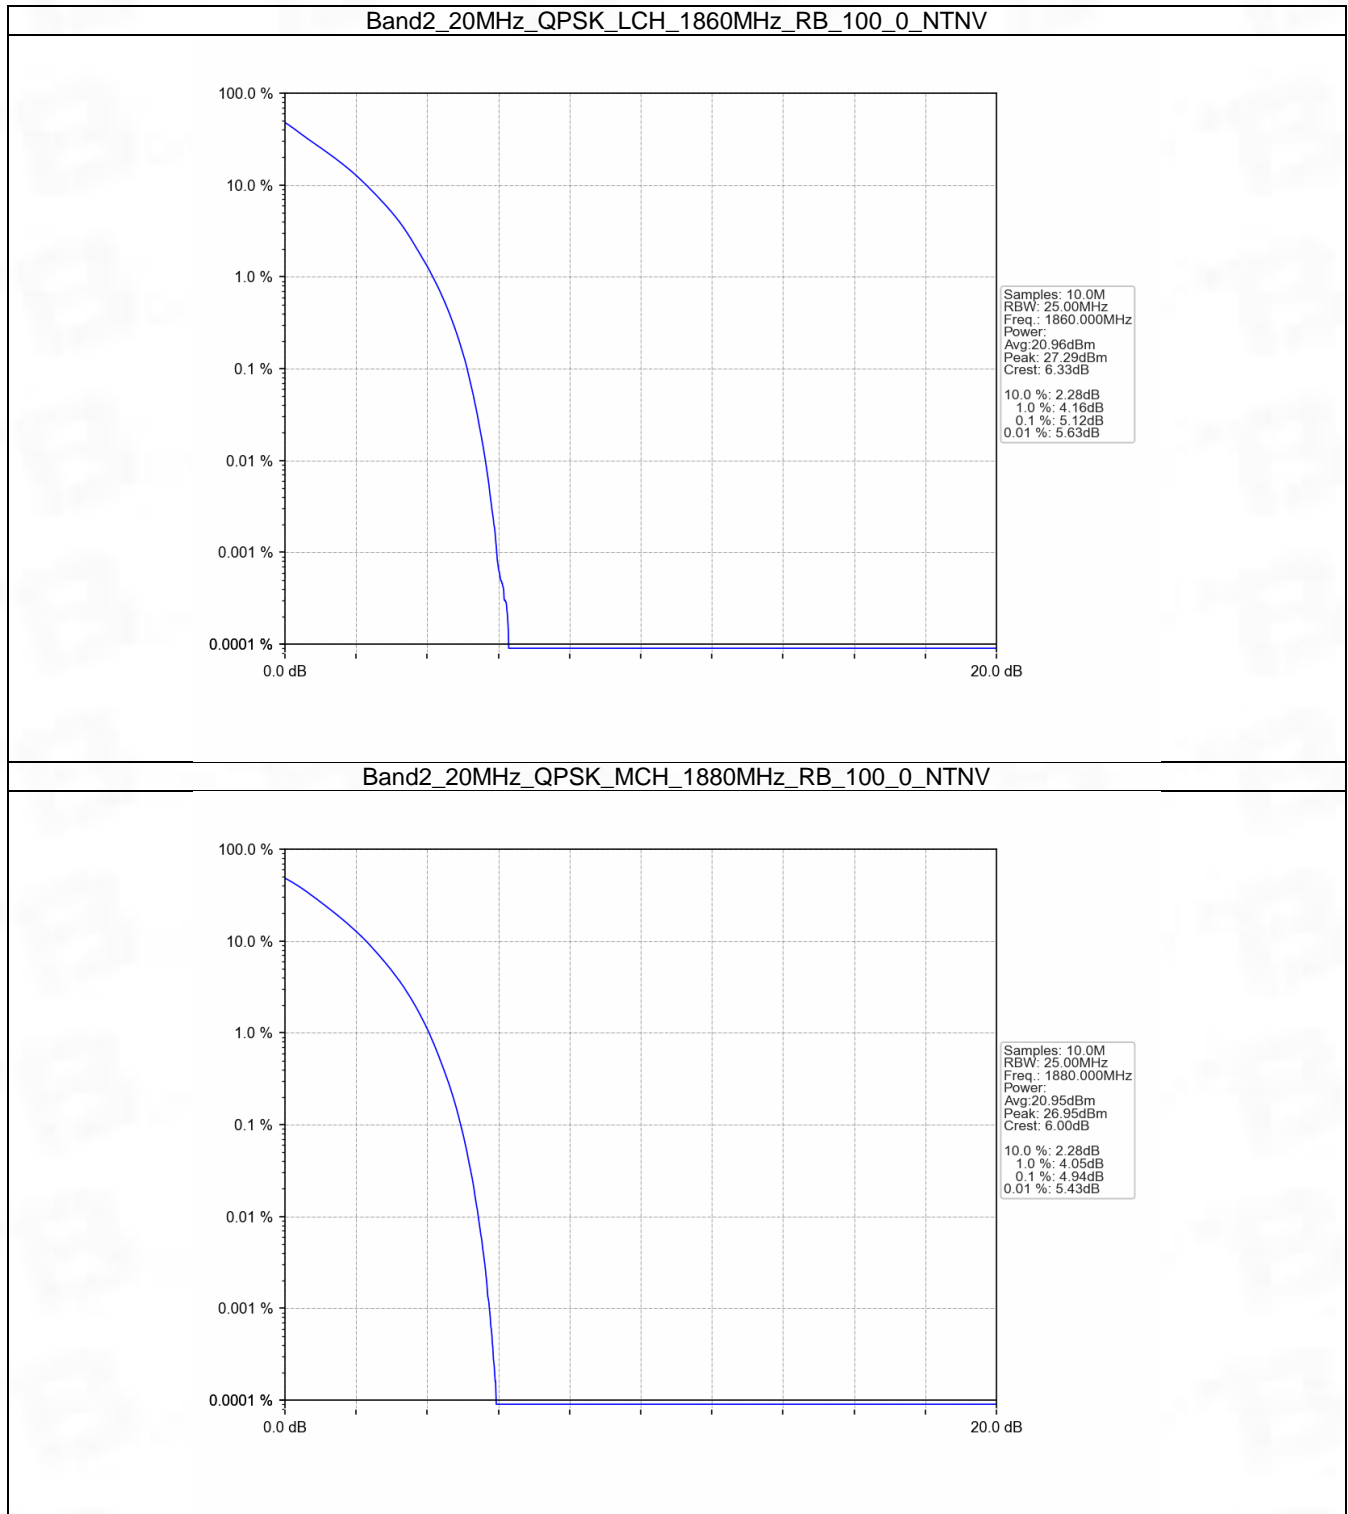 Band2_20MHz_QPSK_LCH_1860MHz_RB_100_0_NTNV
100.0 %
10.0 %
1.0 %
0.1 %
0.01 %
0.001 %
0.0001 %
0.0 dB
20.0 dB
Samples: 10.0M
RBW: 25.00MHz
Freq.: 1860.000MHz
Power:
Avg:20.96dBm
Peak: 27.29dBm
Crest: 6.33dB
10.0 %: 2.28dB
1.0 %: 4.16dB
0.1 %: 5.12dB
0.01 %: 5.63dB
Band2_20MHz_QPSK_MCH_1880MHz_RB_100_0_NTNV
100.0 %
10.0 %
1.0 %
0.1 %
0.01 %
0.001 %
0.0001 %
0.0 dB
20.0 dB
Samples: 10.0M
RBW: 25.00MHz
Freq.: 1880.000MHz
Power:
Avg:20.95dBm
Peak: 26.95dBm
Crest: 6.00dB
10.0 %: 2.28dB
1.0 %: 4.05dB
0.1 %: 4.94dB
0.01 %: 5.43dB